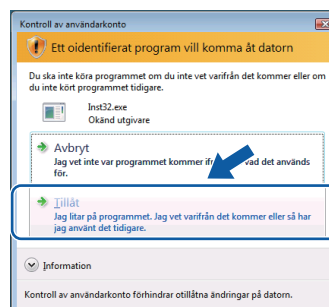 Kontroll av användarkonto
Ett oidentifierat program vill komma åt datorn
Du ska inte köra programmet om du inte vet varifrån det kommer eller om
du inte kört programmet tidigare.
Inst32.exe
Okänd utgivare
Avbryt
Jag vet inte var programmet kommer vad det används
för.
Tillåt
Jag litar på programmet. Jag vet varifrån det kommer eller så har
jag använt det tidigare.
Information
Kontroll av användarkonto förhindrar otillåtna ändringar på datorn.